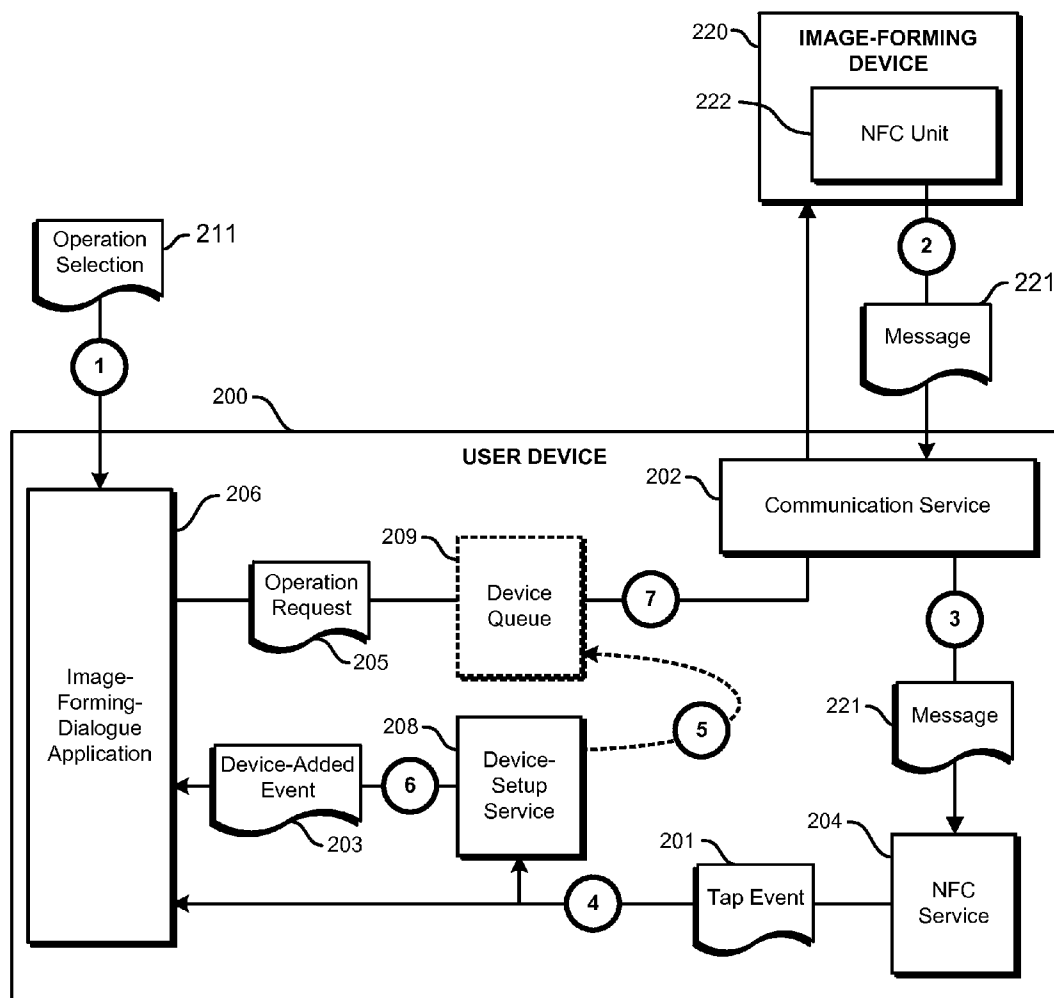 220
IMAGE-FORMING
DEVICE
222
NFC Unit
Operation
Selection
211
2
221
Message
1
200
USER DEVICE
206
202
Communication Service
209
Operation
Request
205
Device
Queue
7
3
Image-
Forming-
Dialogue
Application
221
Message
208
5
Device-Added
Event
203
6
Device-
Setup
Service
201
204
Tap Event
4
NFC
Service